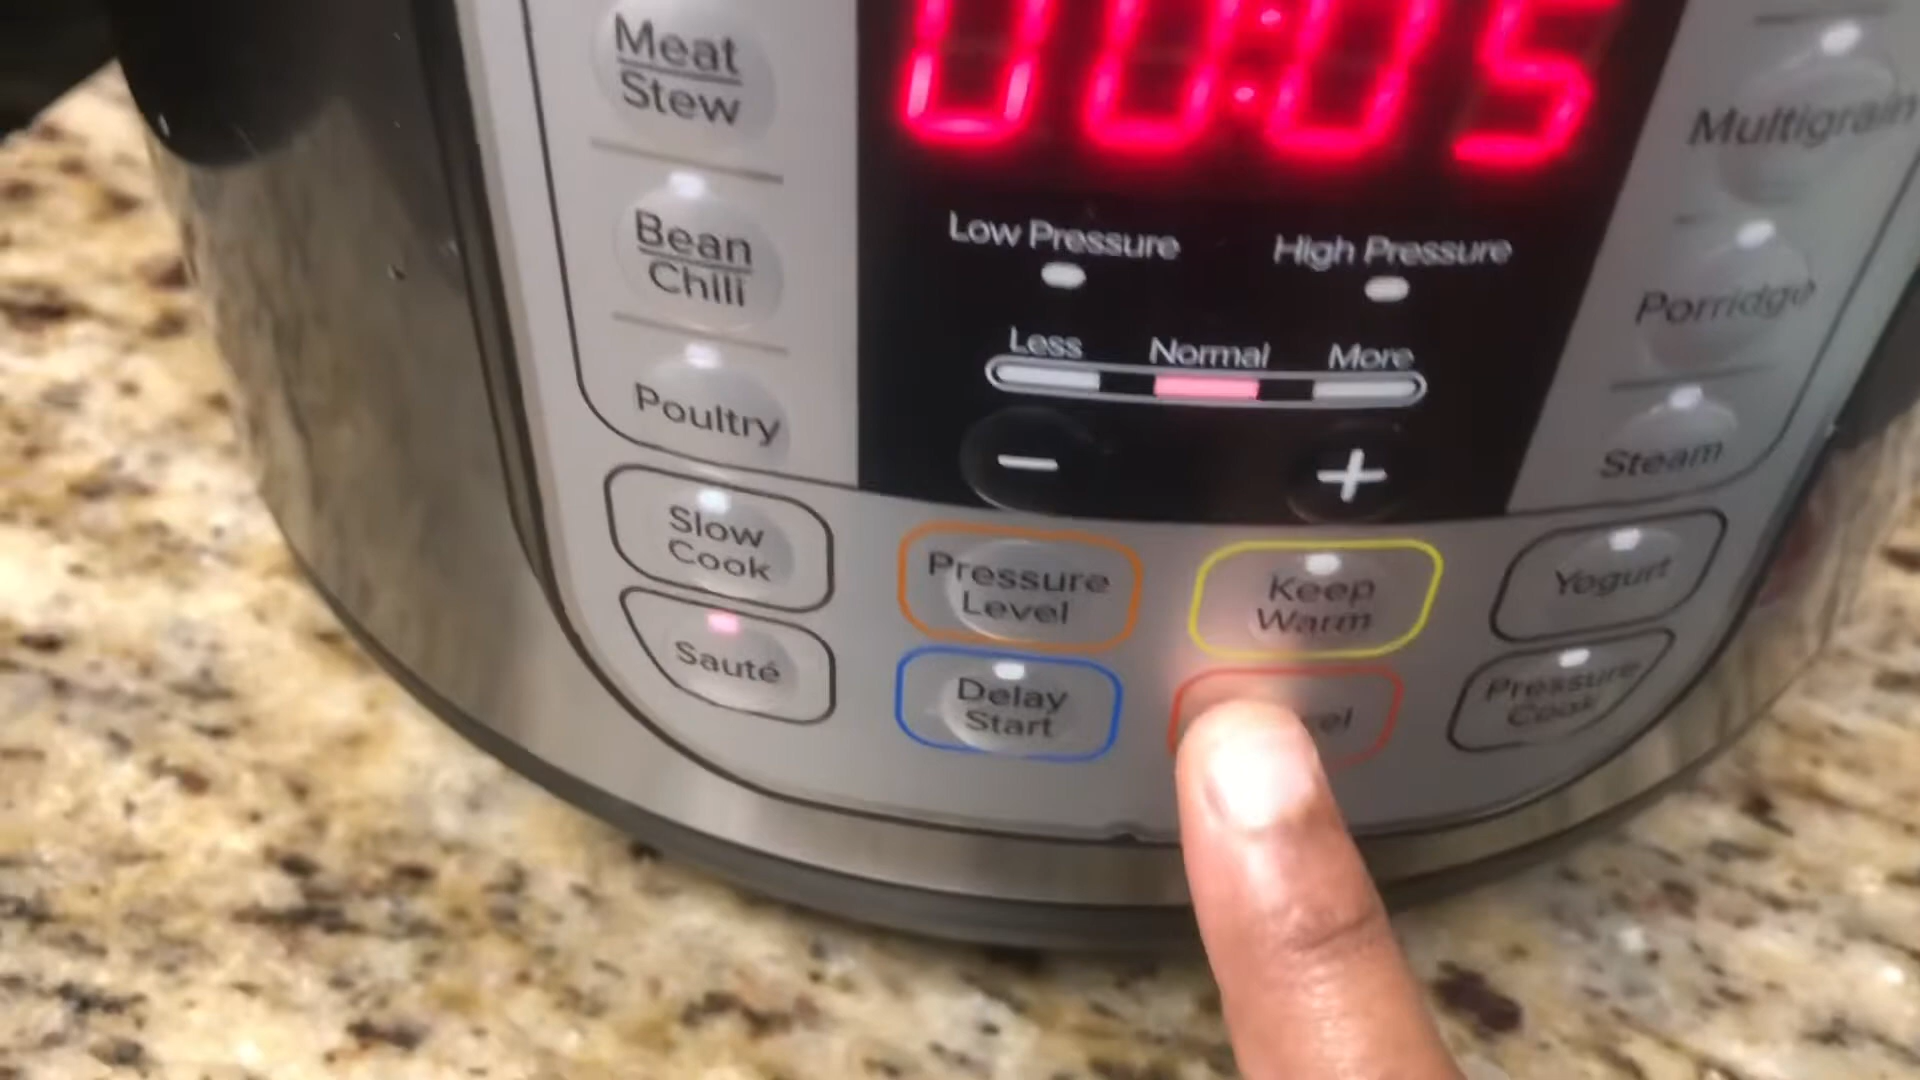 Meat
Stew
Bean
Chili
Poultry
Slow
Cook
Sauté
00:05
Low Pressure
High Pressure
Less
Normal
More
−
+
Pressure
Level
Keep
Warm
Delay
Start
Multigrain
Porridge
Steam
Yogurt
Pressure
Cook